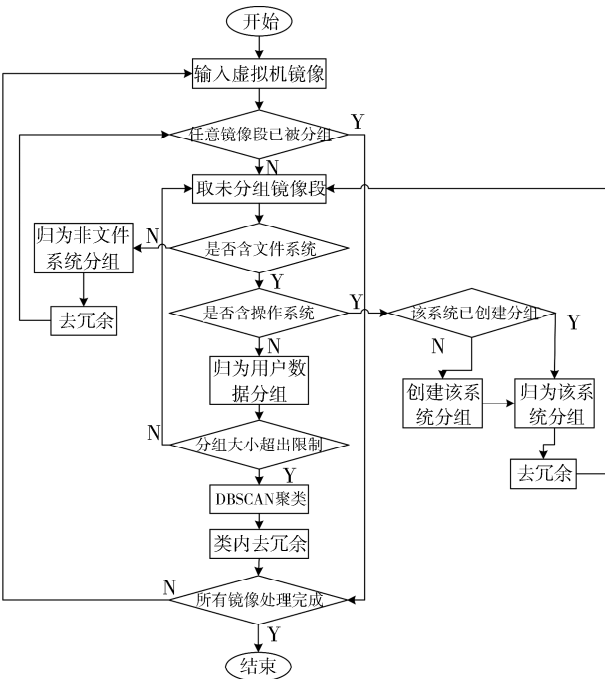 开始
输入虚拟机镜像
任意镜像段已被分组
Y
N
取未分组镜像段
是否含文件系统
N
归为非文件
系统分组
去冗余
Y
是否含操作系统
Y
该系统已创建分组
N
Y
创建该系
统分组
归为该系
统分组
去冗余
N
归为用户数
据分组
分组大小超出限制
N
Y
DBSCAN聚类
类内去冗余
所有镜像处理完成
N
Y
结束